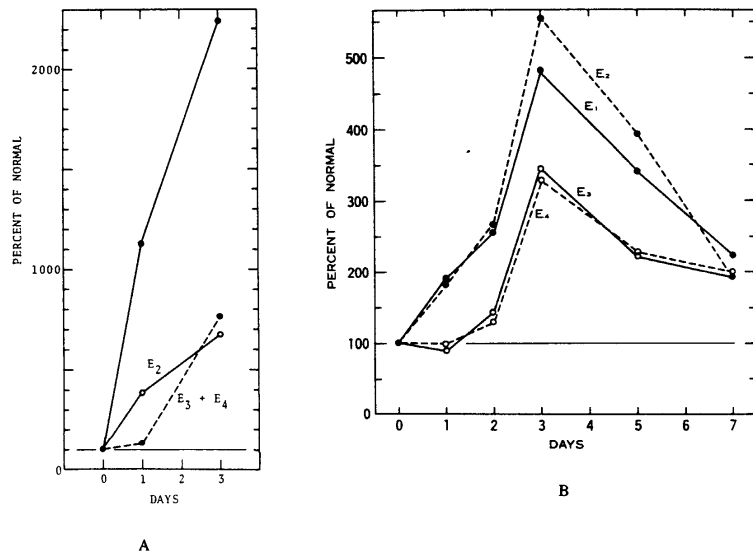 PERCENT OF NORMAL
2000
1000
0
E2
E3 + E4
0 1 2 3
DAYS
A
PERCENT OF NORMAL
500
400
300
200
100
0
E2
E1
E3
E4
0 1 2 3 4 5 6 7
DAYS
B